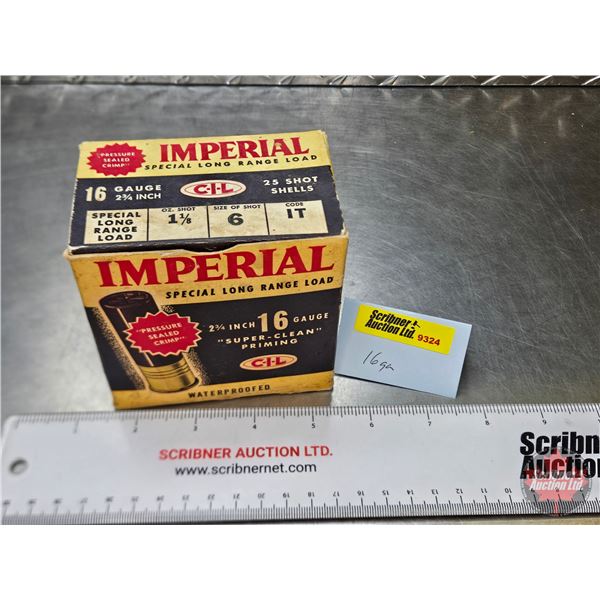 "PRESSURE
SEALED
CRIMP"
IMPERIAL
SPECIAL LONG RANGE LOAD
16 GAUGE
2¾ INCH
C-I-L
25 SHOT
SHELLS
SPECIAL
LONG
RANGE
LOAD
OZ. SHOT
1⅛
SIZE OF SHOT
6
CODE
IT
IMPERIAL
SPECIAL LONG RANGE LOAD
"PRESSURE
SEALED
CRIMP"
2¾ INCH 16 GAUGE
"SUPER-CLEAN"
PRIMING
C-I-L
WATERPROOFED
Scribner
Auction Ltd. 9324
16ga
SCRIBNER AUCTION LTD.
www.scribnernet.com
Auction Ltd.